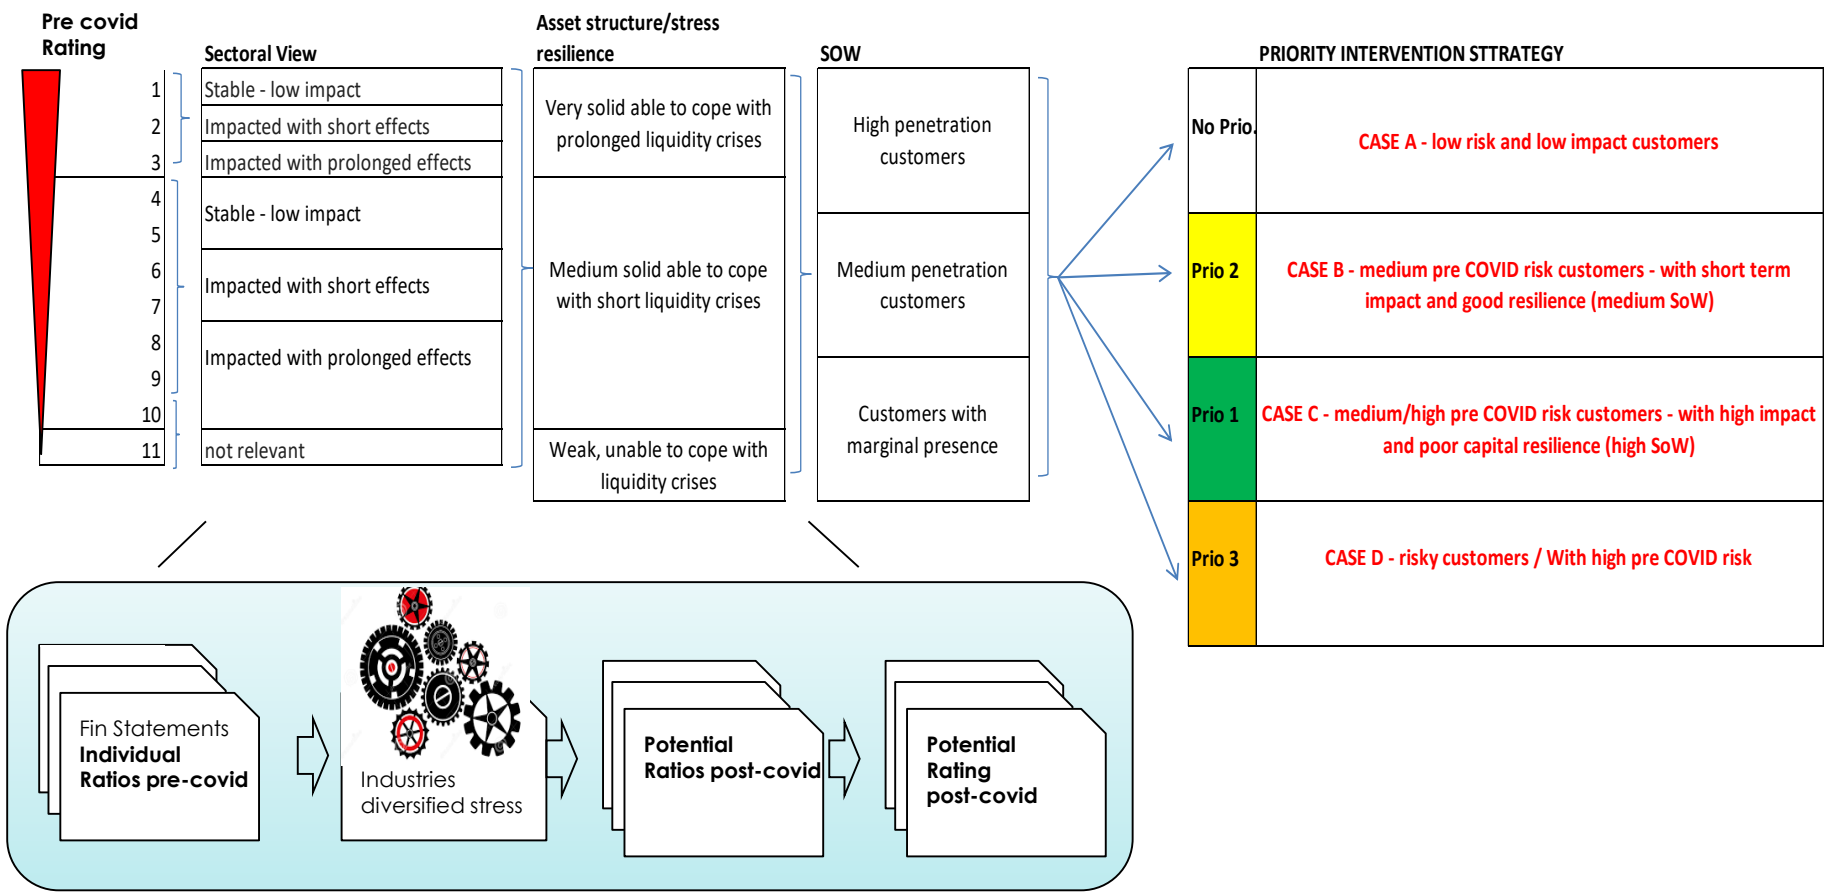 Pre covid
Rating
Sectoral View
Asset structure/stress
resilience
SOW
PRIORITY INTERVENTION STTRATEGY
1
2
3
4
5
6
7
8
9
10
11
Stable - low impact
Impacted with short effects
Impacted with prolonged effects
Stable - low impact
Impacted with short effects
Impacted with prolonged effects
not relevant
Very solid able to cope with
prolonged liquidity crises
Medium solid able to cope
with short liquidity crises
Weak, unable to cope with
liquidity crises
High penetration
customers
Medium penetration
customers
Customers with
marginal presence
No Prio.
CASE A - low risk and low impact customers
Prio 2
CASE B - medium pre COVID risk customers - with short term
impact and good resilience (medium SoW)
Prio 1
CASE C - medium/high pre COVID risk customers - with high impact
and poor capital resilience (high SoW)
Prio 3
CASE D - risky customers / With high pre COVID risk
Fin Statements
Individual
Ratios pre-covid
Industries
diversified stress
Potential
Ratios post-covid
Potential
Rating
post-covid